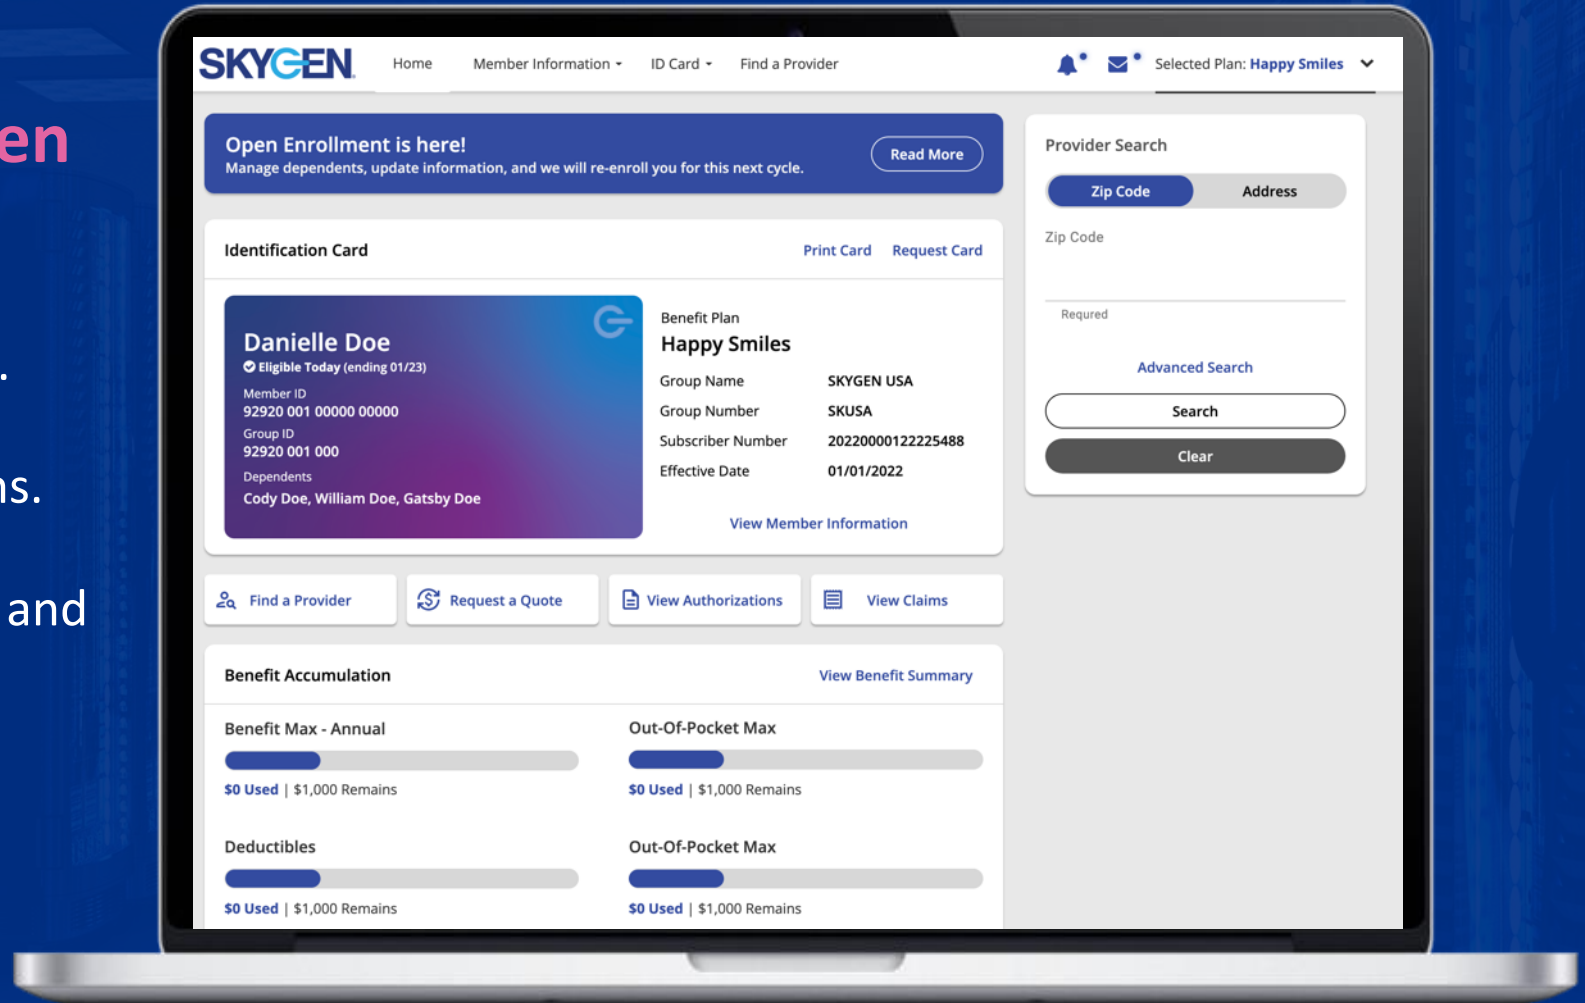 en
.
ns.
and
SKYGEN
Home Member Information ID Card Find a Provider Selected Plan: Happy Smiles
Open Enrollment is here!
Manage dependents, update information, and we will re-enroll you for this next cycle.
Read More
Identification Card Print Card Request Card
Danielle Doe
Eligible Today (ending 01/23)
Member ID
92920 001 00000 00000
Group ID
92920 001 000
Dependents
Cody Doe, William Doe, Gatsby Doe
Benefit Plan
Happy Smiles
Group Name SKYGEN USA
Group Number SKUSA
Subscriber Number 20220000122225488
Effective Date 01/01/2022
View Member Information
Find a Provider Request a Quote View Authorizations View Claims
Benefit Accumulation View Benefit Summary
Benefit Max - Annual
$0 Used | $1,000 Remains
Out-Of-Pocket Max
$0 Used | $1,000 Remains
Deductibles
$0 Used | $1,000 Remains
Out-Of-Pocket Max
$0 Used | $1,000 Remains
Provider Search
Zip Code Address
Zip Code
Requred
Advanced Search
Search
Clear